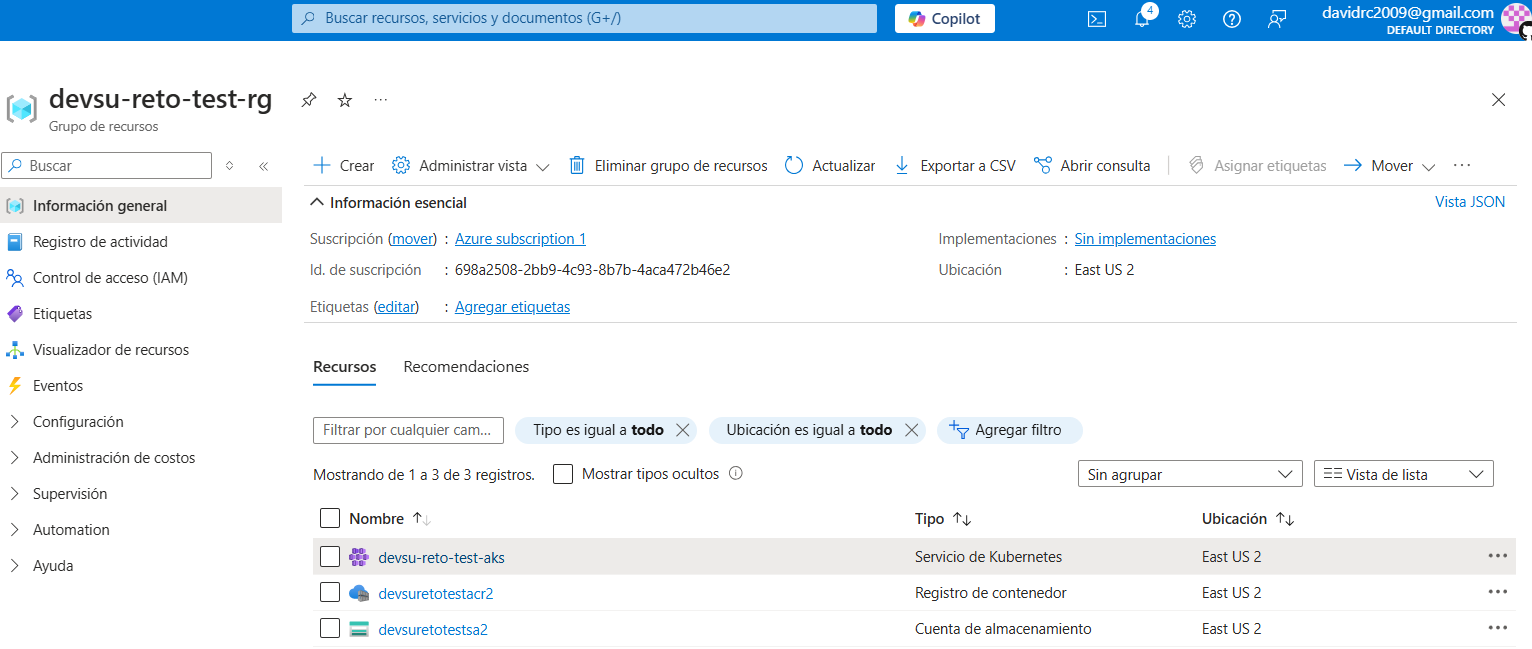 Buscar recursos, servicios y documentos (G+/)
Copilot
4
davidrc2009@gmail.com
DEFAULT DIRECTORY
devsu-reto-test-rg
Grupo de recursos
Buscar
Crear
Administrar vista
Eliminar grupo de recursos
Actualizar
Exportar a CSV
Abrir consulta
Asignar etiquetas
Mover
Información general
Registro de actividad
Control de acceso (IAM)
Etiquetas
Visualizador de recursos
Eventos
Configuración
Administración de costos
Supervisión
Automation
Ayuda
Información esencial
Vista JSON
Suscripción (mover) : Azure subscription 1
Implementaciones : Sin implementaciones
Id. de suscripción : 698a2508-2bb9-4c93-8b7b-4aca472b46e2
Ubicación : East US 2
Etiquetas (editar) : Agregar etiquetas
Recursos Recomendaciones
Filtrar por cualquier cam...
Tipo es igual a todo
Ubicación es igual a todo
Agregar filtro
Mostrando de 1 a 3 de 3 registros.
Mostrar tipos ocultos
Sin agrupar
Vista de lista
Nombre Tipo Ubicación
devsu-reto-test-aks Servicio de Kubernetes East US 2
devsuretotestacr2 Registro de contenedor East US 2
devsuretotestsa2 Cuenta de almacenamiento East US 2